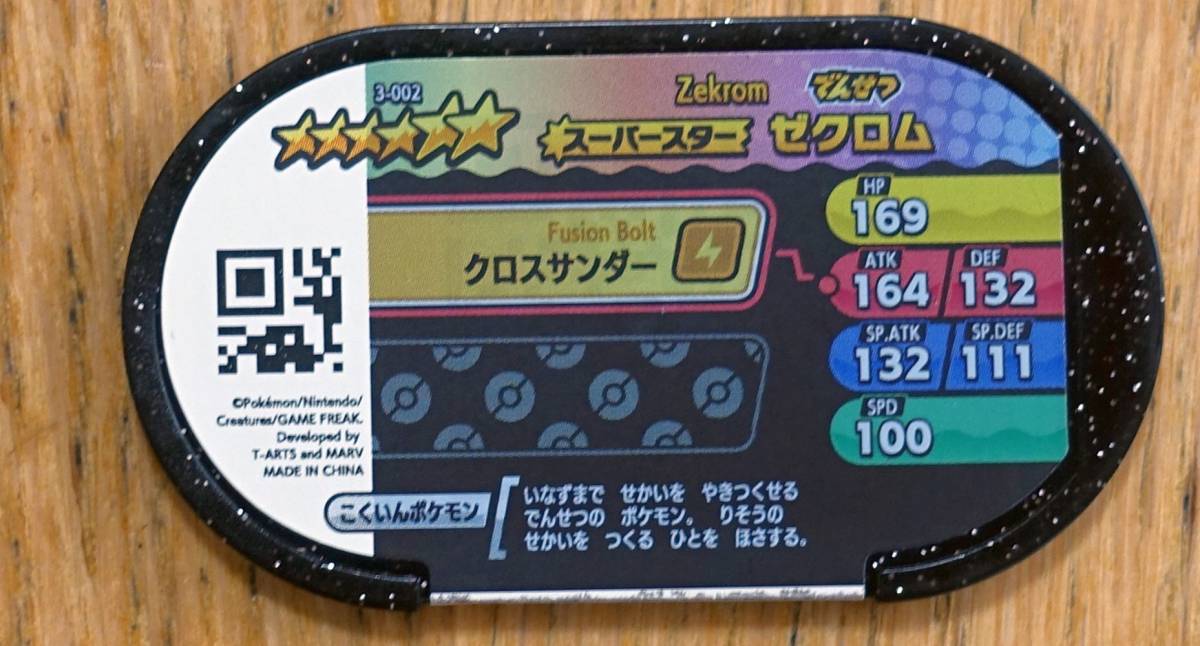 3-002
Zekrom でんせつ
スーパースター ゼクロム
HP
169
Fusion Bolt
クロスサンダー
ATK DEF
164 132
SP.ATK SP.DEF
132 111
SPD
100
©Pokémon/Nintendo/
Creatures/GAME FREAK.
Developed by
T-ARTS and MARV
MADE IN CHINA
こくいんポケモン
いなずまで せかいを やきつくせる
でんせつの ポケモン。 りそうの
せかいを つくる ひとを ほさする。